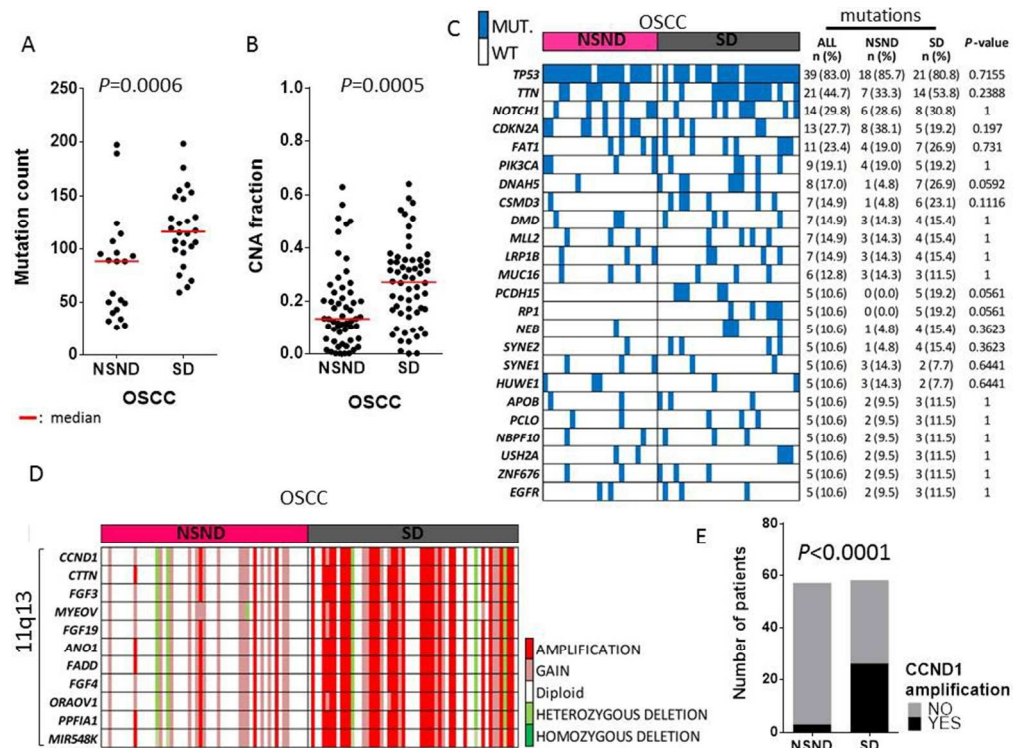 A
P=0.0006
Mutation count
250
200
150
100
50
0
NSND SD
OSCC
: median
B
P=0.0005
CNA fraction
1.0
0.8
0.6
0.4
0.2
0.0
NSND SD
OSCC
C
MUT.
WT
OSCC
NSND SD
mutations
ALL n (%) NSND n (%) SD n (%) P-value
TP53 39 (83.0) 18 (85.7) 21 (80.8) 0.7155
TTN 21 (44.7) 7 (33.3) 14 (53.8) 0.2388
NOTCH1 14 (29.8) 6 (28.6) 8 (30.8) 1
CDKN2A 13 (27.7) 8 (38.1) 5 (19.2) 0.197
FAT1 11 (23.4) 4 (19.0) 7 (26.9) 0.731
PIK3CA 9 (19.1) 4 (19.0) 5 (19.2) 1
DNAH5 8 (17.0) 1 (4.8) 7 (26.9) 0.0592
CSMD3 7 (14.9) 1 (4.8) 6 (23.1) 0.1116
DMD 7 (14.9) 3 (14.3) 4 (15.4) 1
MLL2 7 (14.9) 3 (14.3) 4 (15.4) 1
LRP1B 7 (14.9) 3 (14.3) 4 (15.4) 1
MUC16 6 (12.8) 3 (14.3) 3 (11.5) 1
PCDH15 5 (10.6) 0 (0.0) 5 (19.2) 0.0561
RP1 5 (10.6) 0 (0.0) 5 (19.2) 0.0561
NEB 5 (10.6) 1 (4.8) 4 (15.4) 0.3623
SYNE2 5 (10.6) 1 (4.8) 4 (15.4) 0.3623
SYNE1 5 (10.6) 3 (14.3) 2 (7.7) 0.6441
HUWE1 5 (10.6) 3 (14.3) 2 (7.7) 0.6441
APOB 5 (10.6) 2 (9.5) 3 (11.5) 1
PCLO 5 (10.6) 2 (9.5) 3 (11.5) 1
NBPF10 5 (10.6) 2 (9.5) 3 (11.5) 1
USH2A 5 (10.6) 2 (9.5) 3 (11.5) 1
ZNF676 5 (10.6) 2 (9.5) 3 (11.5) 1
EGFR 5 (10.6) 2 (9.5) 3 (11.5) 1
D
OSCC
NSND SD
11q13
CCND1
CTTN
FGF3
MYEOV
FGF19
ANO1
FADD
FGF4
ORAOV1
PPFIA1
MIR548K
AMPLIFICATION
GAIN
Diploid
HETEROZYGOUS DELETION
HOMOZYGOUS DELETION
E
P<0.0001
Number of patients
80
60
40
20
0
NSND SD
CCND1
amplification
NO
YES